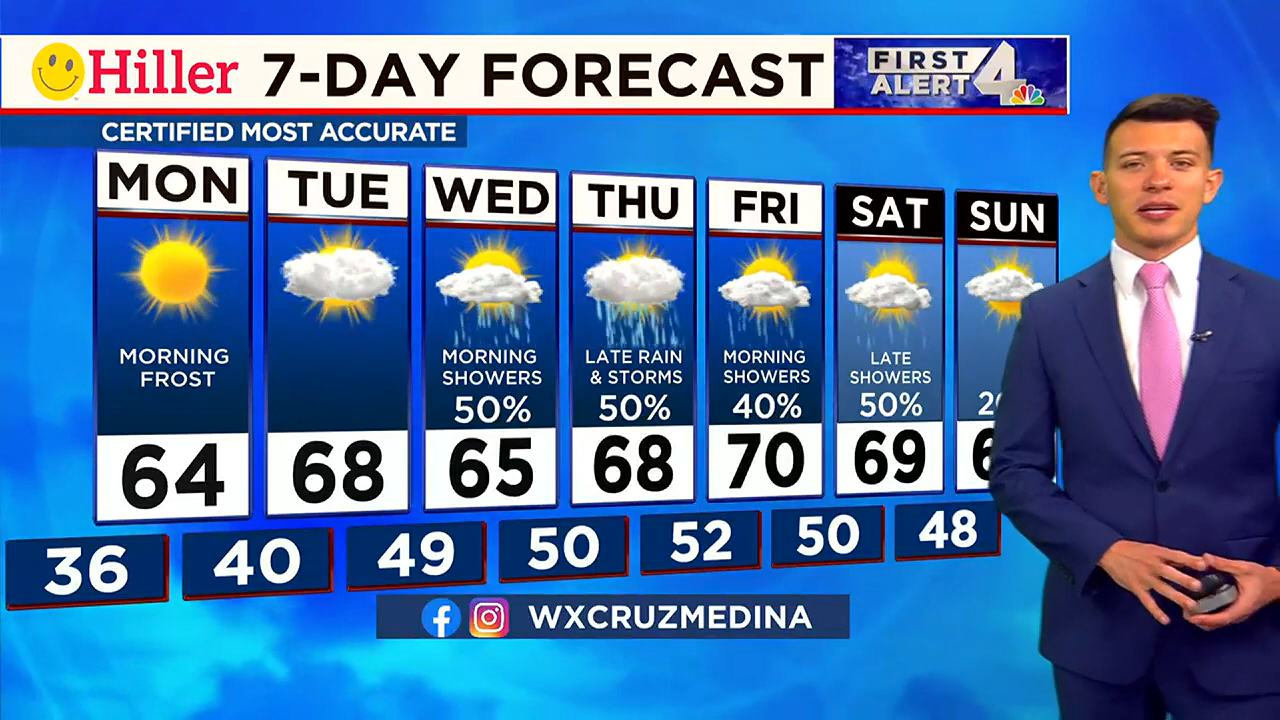 Hiller 7-DAY FORECAST
FIRST
ALERT 4
CERTIFIED MOST ACCURATE
MON TUE WED THU FRI SAT SUN
MORNING
FROST
MORNING
SHOWERS
50%
LATE RAIN
& STORMS
50%
MORNING
SHOWERS
40%
LATE
SHOWERS
50%
64 68 65 68 70 69
36 40 49 50 52 50 48
WXCRUZMEDINA